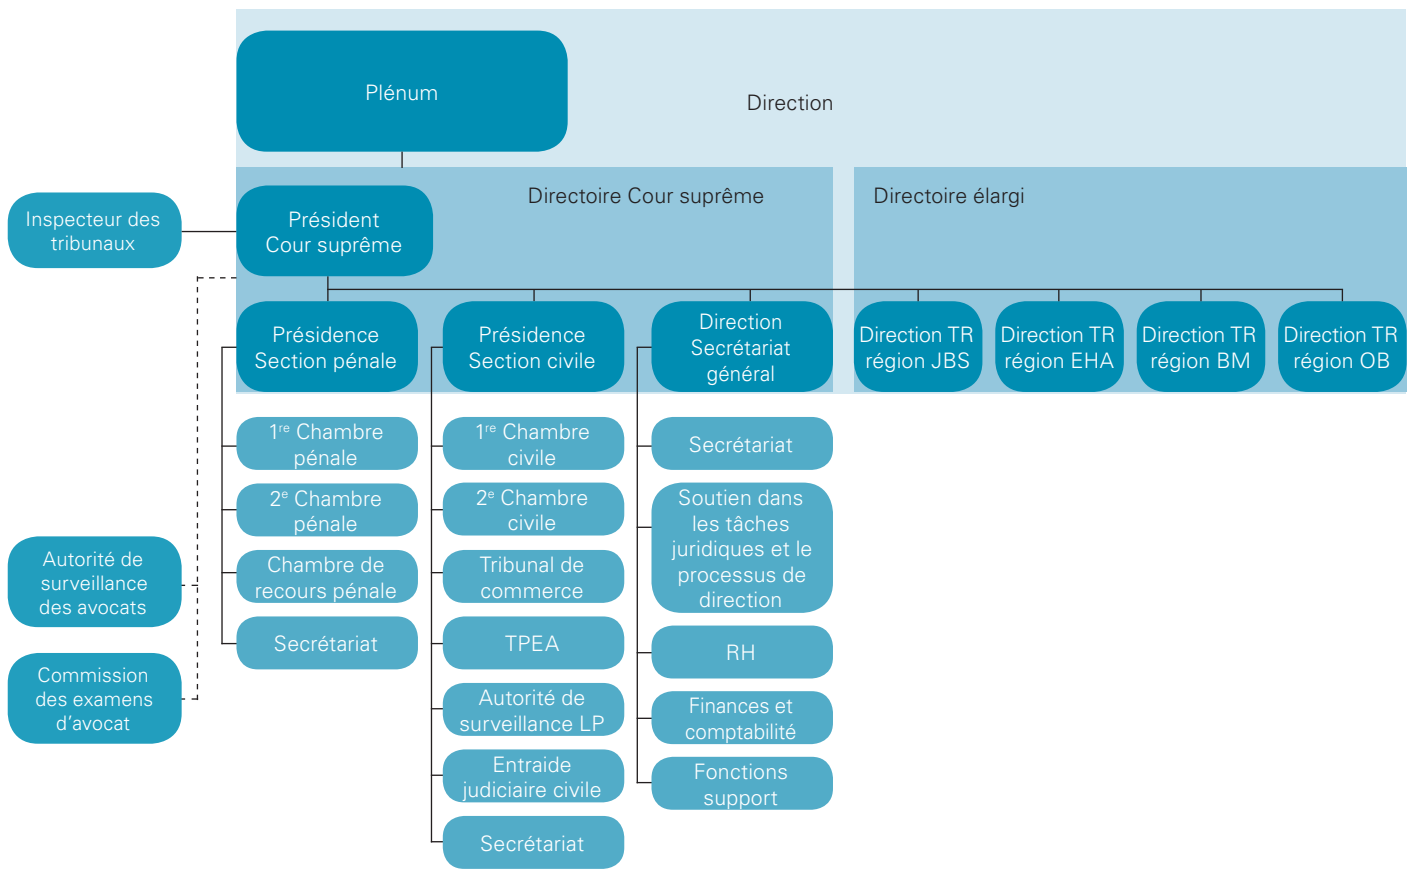 Plénum
Direction
Directoire Cour suprême
Directoire élargi
Inspecteur des
tribunaux
Président
Cour suprême
Présidence
Section pénale
Présidence
Section civile
Direction
Secrétariat
général
Direction TR
région JBS
Direction TR
région EHA
Direction TR
région BM
Direction TR
région OB
1re Chambre
pénale
2e Chambre
pénale
Chambre de
recours pénale
Secrétariat
1re Chambre
civile
2e Chambre
civile
Tribunal de
commerce
TPEA
Autorité de
surveillance LP
Entraide
judiciaire civile
Secrétariat
Secrétariat
Soutien dans
les tâches
juridiques et le
processus de
direction
RH
Finances et
comptabilité
Fonctions
support
Autorité de
surveillance
des avocats
Commission
des examens
d’avocat